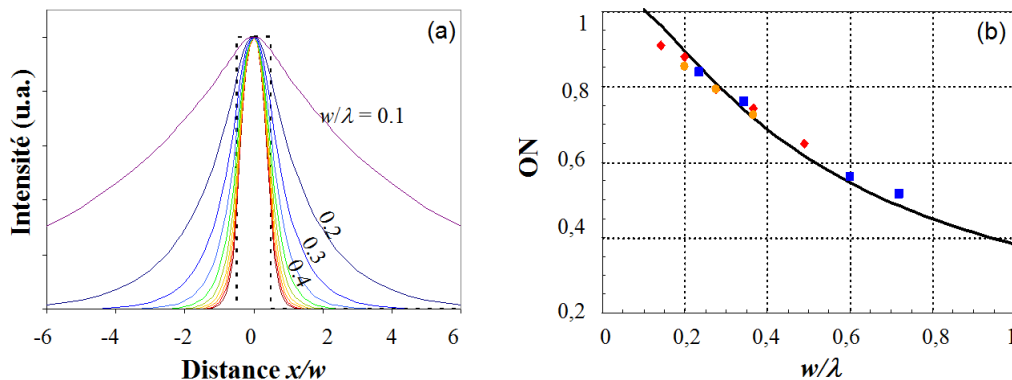 (a)
Intensité (u.a.)
w/λ = 0.1
0.2
0.3
0.4
-6 -4 -2 0 2 4 6
Distance x/w
(b)
ON
1
0,8
0,6
0,4
0,2
0 0,2 0,4 0,6 0,8 1
w/λ